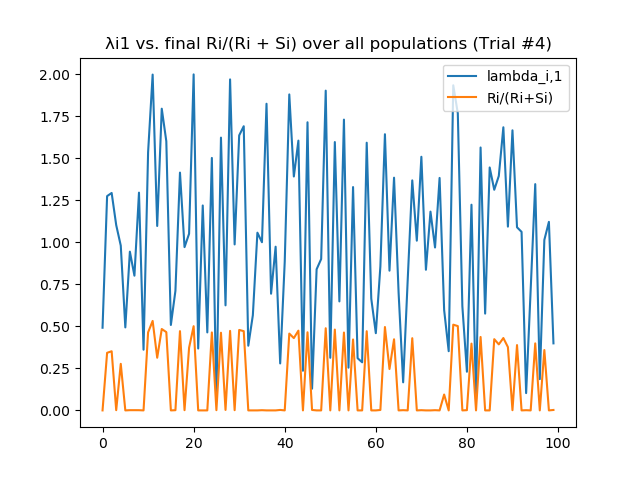 λi1 vs. final Ri/(Ri + Si) over all populations (Trial #4)
lambda_i,1
Ri/(Ri+Si)
2.00
1.75
1.50
1.25
1.00
0.75
0.50
0.25
0.00
0 20 40 60 80 100